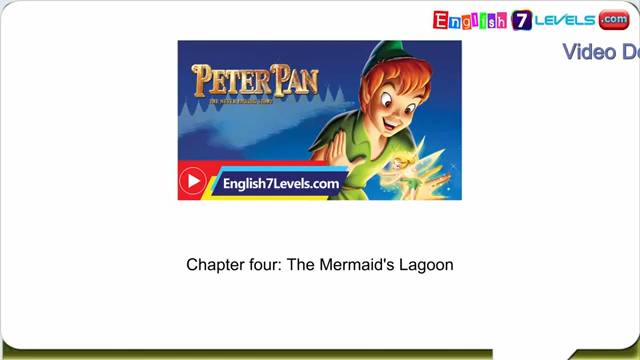 English 7 LEVELS .com
Video De
PETER PAN
English7Levels.com
Chapter four: The Mermaid's Lagoon